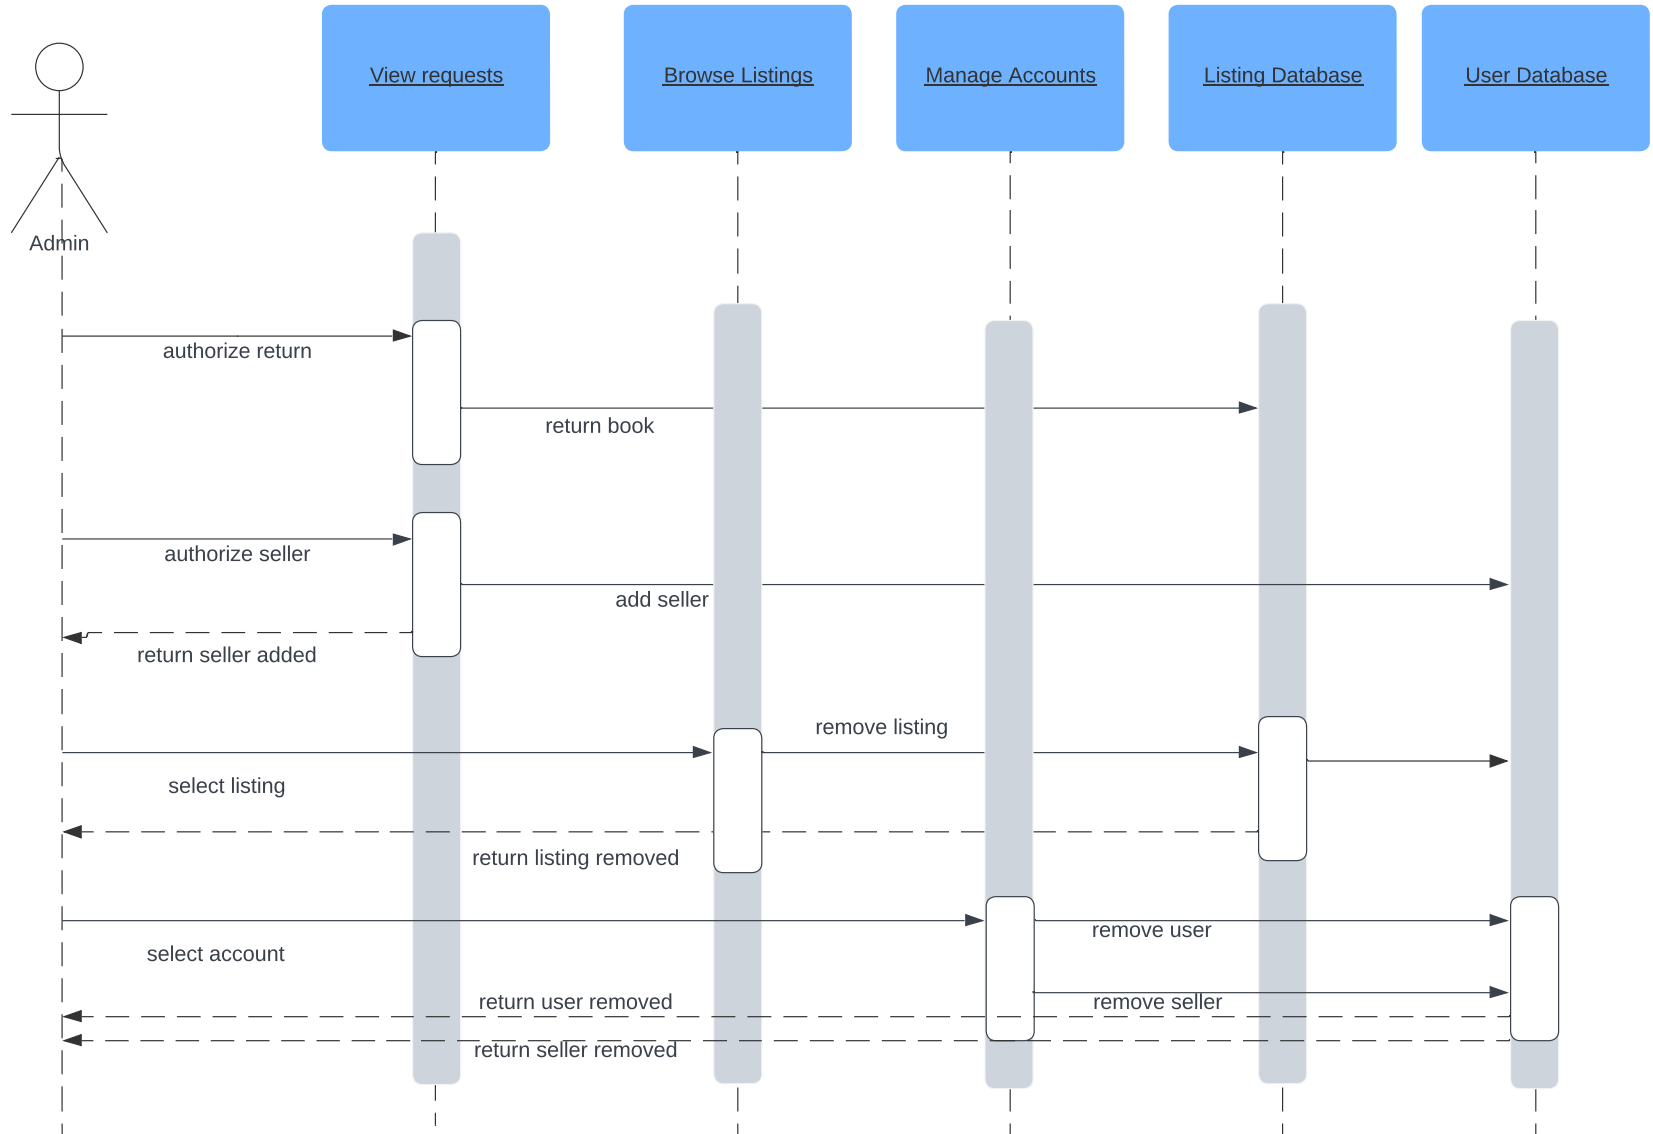 View requests
Browse Listings
Manage Accounts
Listing Database
User Database
Admin
authorize return
return book
authorize seller
add seller
return seller added
remove listing
select listing
return listing removed
remove user
select account
return user removed
remove seller
return seller removed